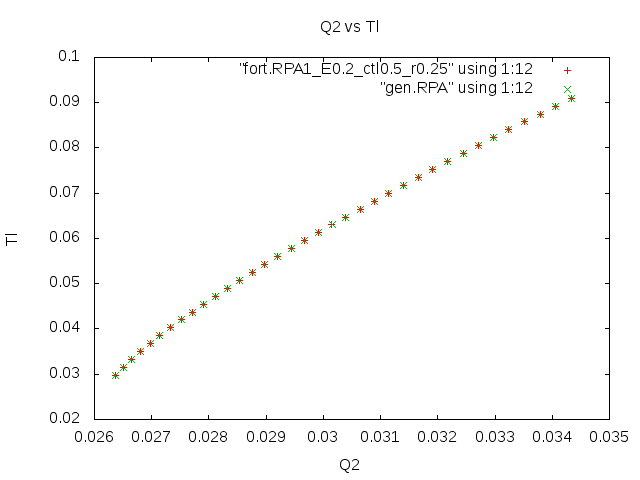 Q2 vs Tl
"fort.RPA1_E0.2_ctl0.5_r0.25" using 1:12
"gen.RPA" using 1:12
0.1
0.09
0.08
0.07
0.06
0.05
0.04
0.03
0.02
Tl
0.026 0.027 0.028 0.029 0.03 0.031 0.032 0.033 0.034 0.035
Q2